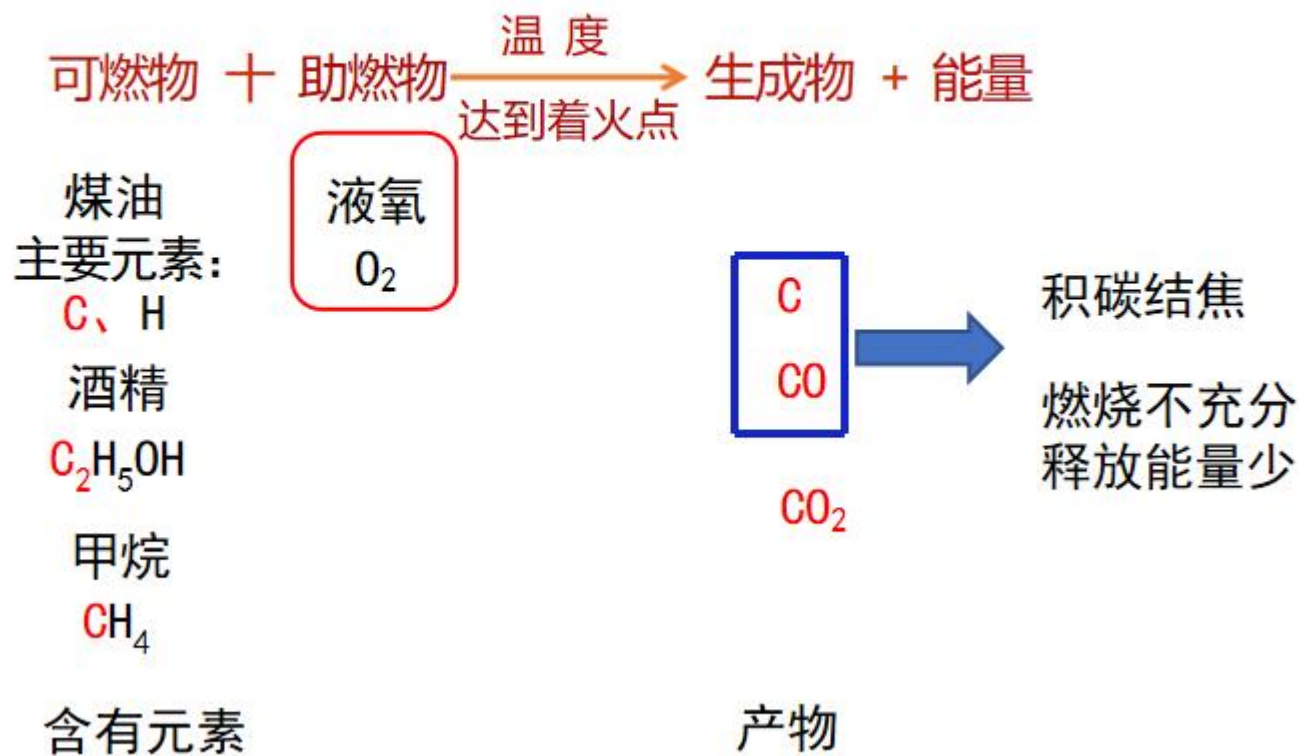 可燃物 + 助燃物 温度 生成物 + 能量
达到着火点
煤油
主要元素：
C、H
液氧
O₂
酒精
C₂H₅OH
甲烷
CH₄
含有元素
C
CO
CO₂
产物
积碳结焦
燃烧不充分
释放能量少